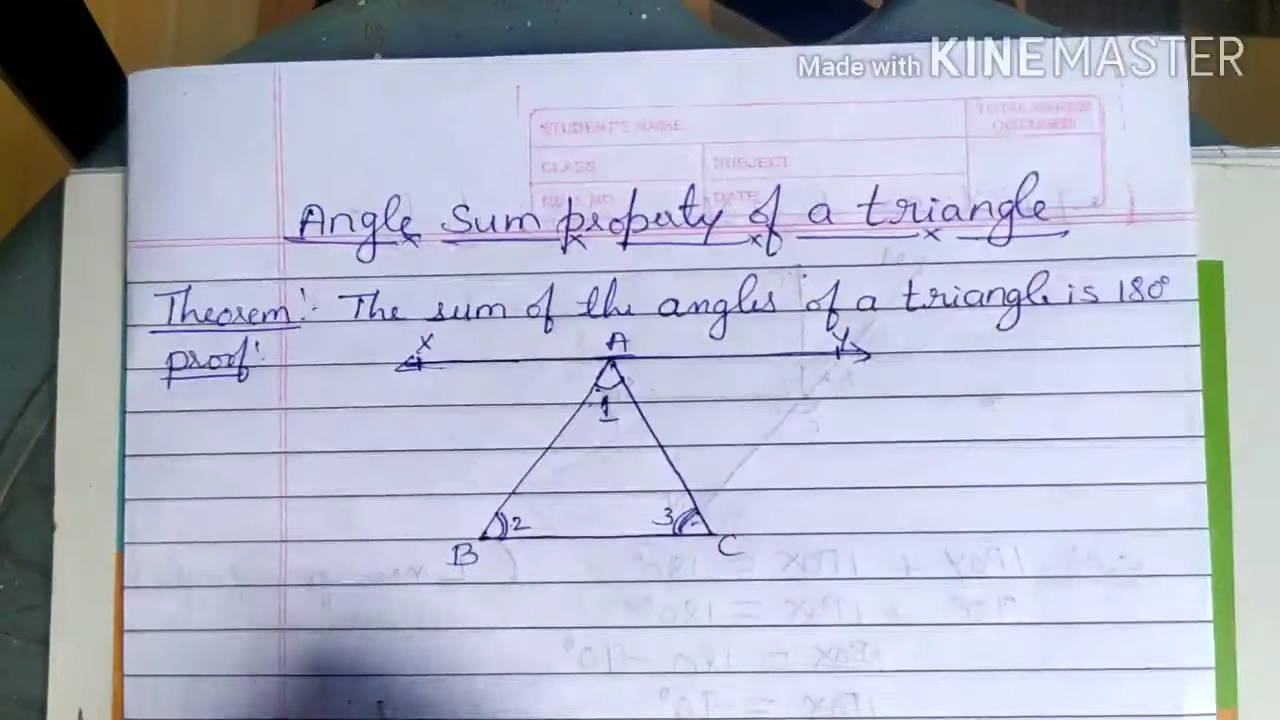 Made with KINEMASTER
STUDENT'S NAME
CLASS
SUBJECT
DATE
Angle Sum property of a triangle
Theorem:- The sum of the angles of a triangle is 180°
proof:
X A Y
1
2 3
B C